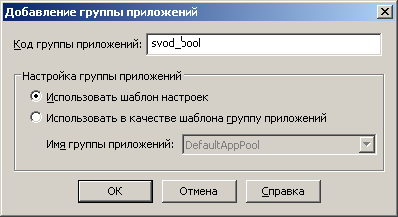 Добавление группы приложений
Код группы приложений: svod_pool
Настройка группы приложений
Использовать шаблон настроек
Использовать в качестве шаблона группу приложений
Имя группы приложений: DefaultAppPool
ОК Отмена Справка